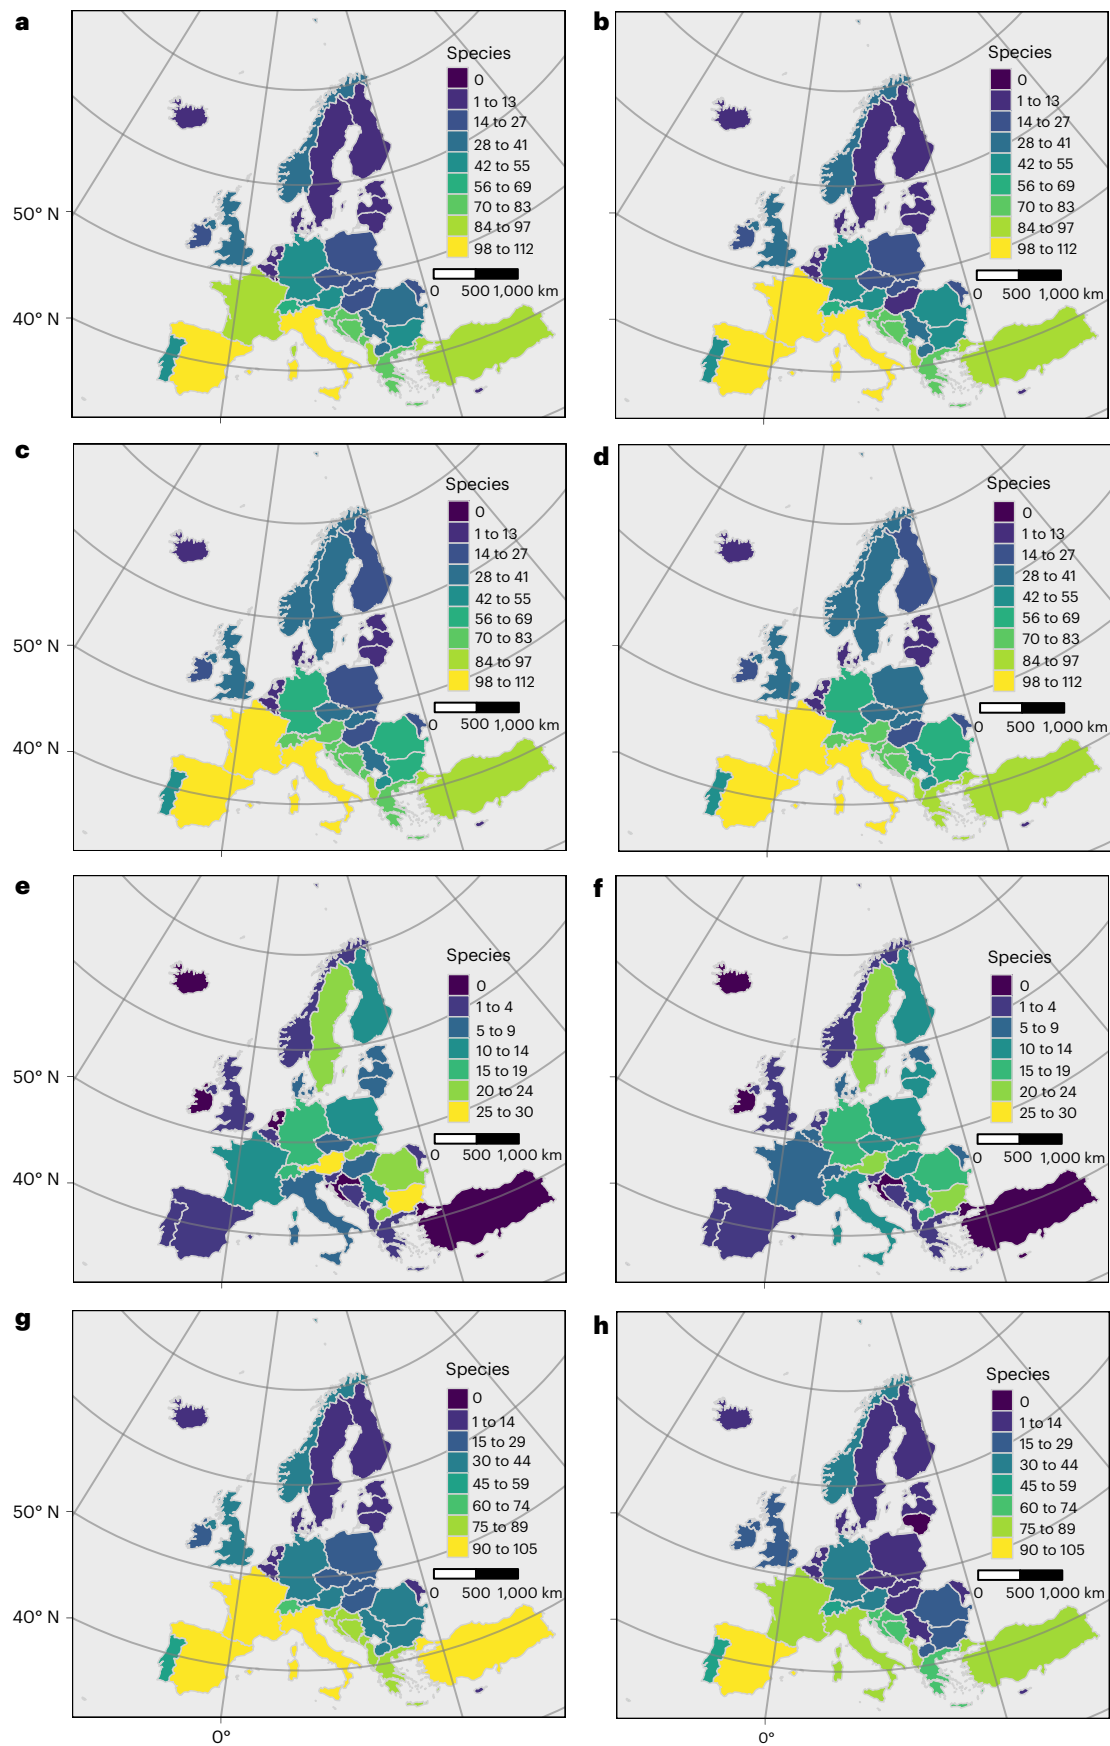 a
Species
0
1 to 13
14 to 27
28 to 41
42 to 55
56 to 69
70 to 83
84 to 97
98 to 112
0 500 1,000 km
50° N
40° N
b
Species
0
1 to 13
14 to 27
28 to 41
42 to 55
56 to 69
70 to 83
84 to 97
98 to 112
0 500 1,000 km
c
Species
0
1 to 13
14 to 27
28 to 41
42 to 55
56 to 69
70 to 83
84 to 97
98 to 112
0 500 1,000 km
50° N
40° N
d
Species
0
1 to 13
14 to 27
28 to 41
42 to 55
56 to 69
70 to 83
84 to 97
98 to 112
0 500 1,000 km
e
Species
0
1 to 4
5 to 9
10 to 14
15 to 19
20 to 24
25 to 30
0 500 1,000 km
50° N
40° N
f
Species
0
1 to 4
5 to 9
10 to 14
15 to 19
20 to 24
25 to 30
0 500 1,000 km
g
Species
0
1 to 14
15 to 29
30 to 44
45 to 59
60 to 74
75 to 89
90 to 105
0 500 1,000 km
50° N
40° N
0°
h
Species
0
1 to 14
15 to 29
30 to 44
45 to 59
60 to 74
75 to 89
90 to 105
0 500 1,000 km
0°